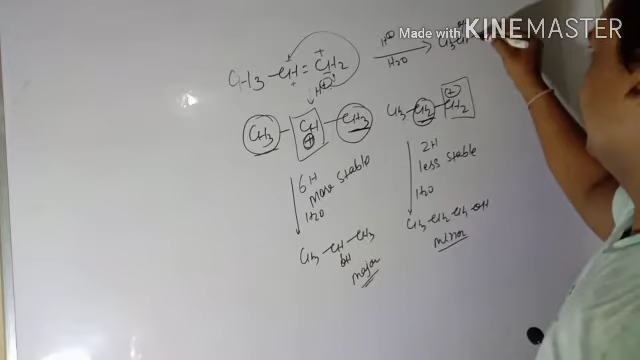 Made with KINEMASTER
CH3 - CH = CH2
H⊕
H2O
H⊕
CH3 - CH - CH3
⊕
CH3 - CH2 - CH2
⊕
6H
More stable
H2O
CH3 - CH - CH3
OH
major
2H
less stable
H2O
CH3 - CH2 - CH2 OH
minor